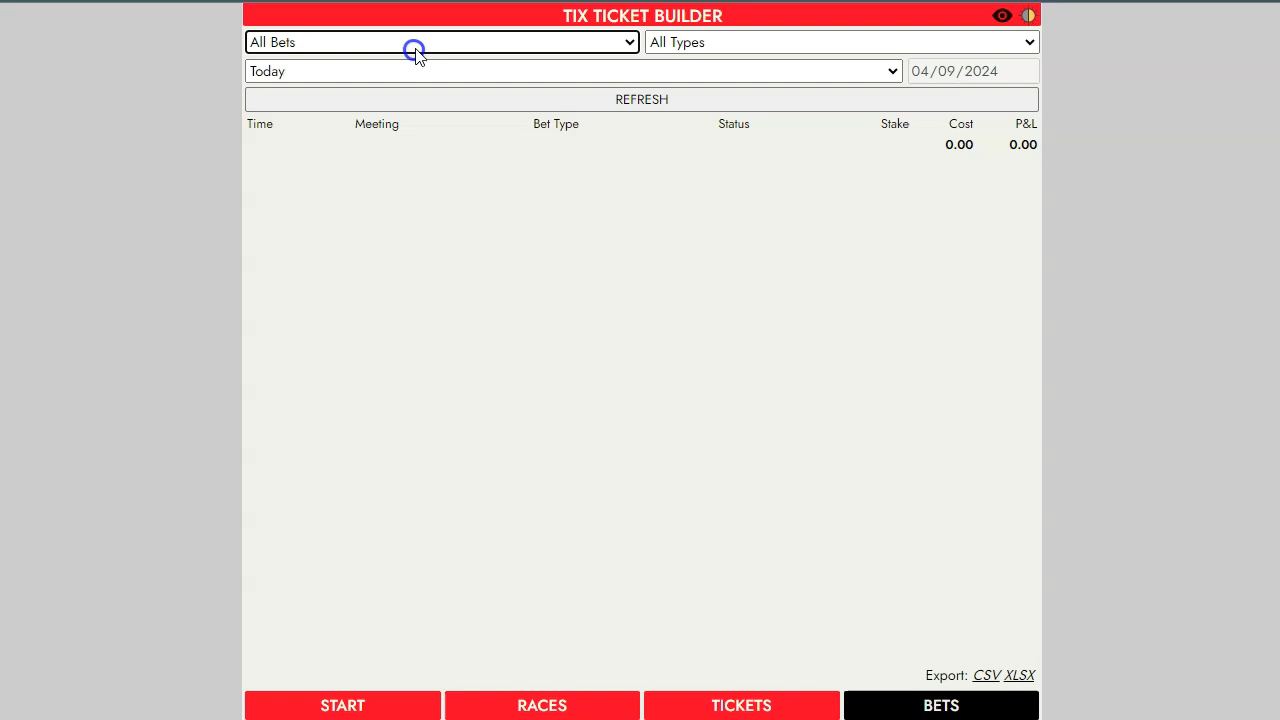 TIX TICKET BUILDER
All Bets All Types
Today 04/09/2024
REFRESH
Time Meeting Bet Type Status Stake Cost P&L
0.00 0.00
Export: CSV XLSX
START RACES TICKETS BETS